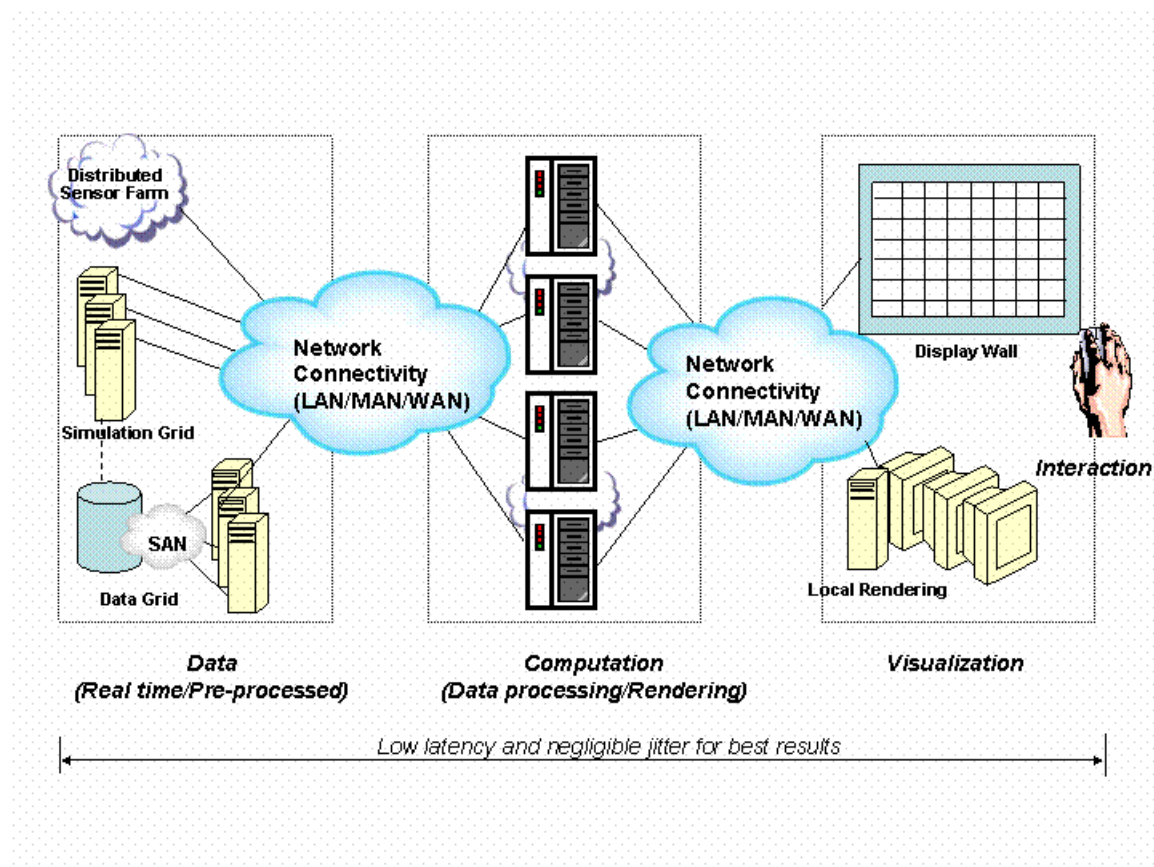 Distributed
Sensor Farm
Simulation Grid
SAN
Data Grid
Network
Connectivity
(LAN/MAN/WAN)
Network
Connectivity
(LAN/MAN/WAN)
Display Wall
Interaction
Local Rendering
Data
(Real time/Pre-processed)
Computation
(Data processing/Rendering)
Visualization
Low latency and negligible jitter for best results